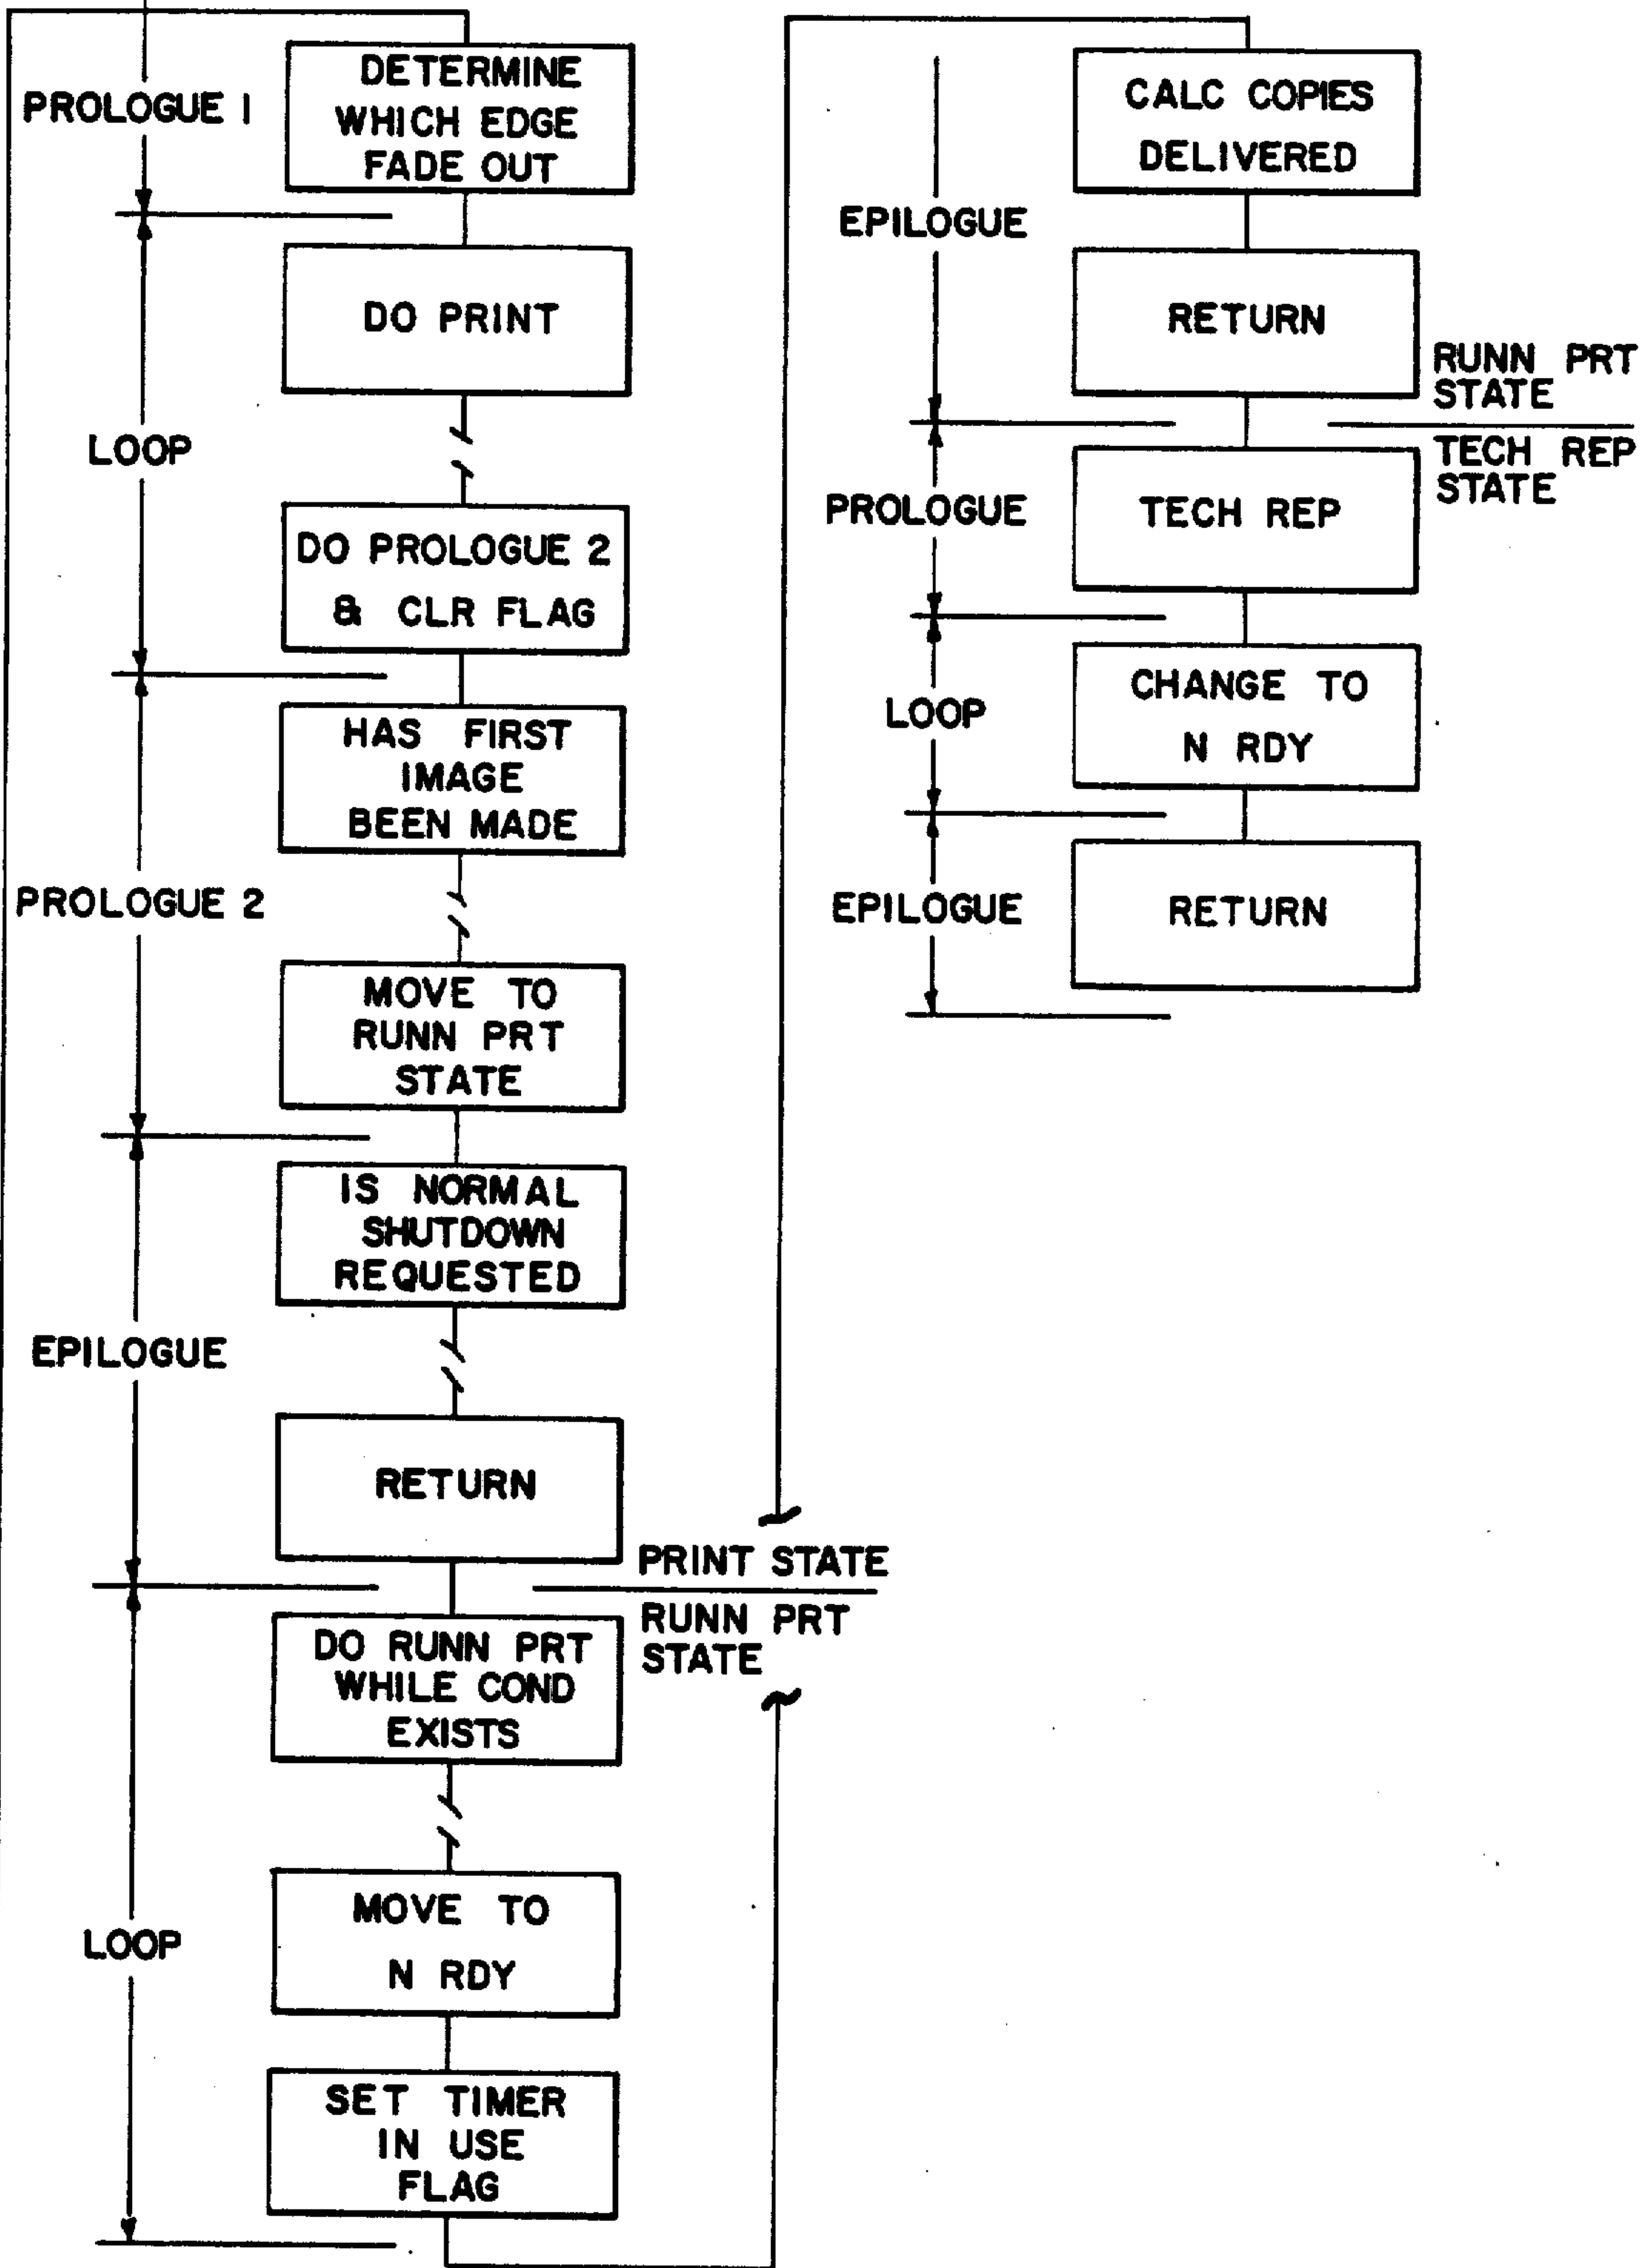 PROLOGUE 1
DETERMINE
WHICH EDGE
FADE OUT
DO PRINT
LOOP
DO PROLOGUE 2
& CLR FLAG
HAS FIRST
IMAGE
BEEN MADE
PROLOGUE 2
MOVE TO
RUNN PRT
STATE
IS NORMAL
SHUTDOWN
REQUESTED
EPILOGUE
RETURN
PRINT STATE
RUNN PRT
STATE
DO RUNN PRT
WHILE COND
EXISTS
MOVE TO
N RDY
LOOP
SET TIMER
IN USE
FLAG
CALC COPIES
DELIVERED
EPILOGUE
RETURN
RUNN PRT
STATE
TECH REP
STATE
PROLOGUE
TECH REP
CHANGE TO
N RDY
LOOP
EPILOGUE
RETURN